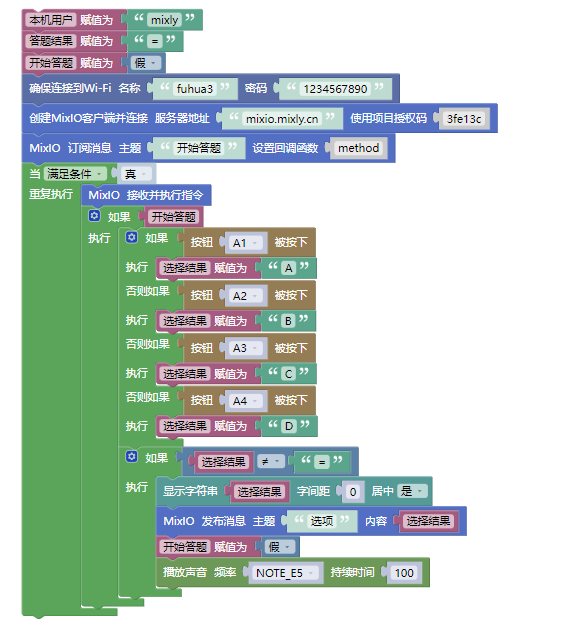 本机用户 赋值为 “ mixly ”
答题结果 赋值为 “ = ”
开始答题 赋值为 假
确保连接到Wi-Fi 名称 “ fuhua3 ” 密码 “ 1234567890 ”
创建MixIO客户端并连接 服务器地址 “ mixio.mixly.cn ” 使用项目授权码 3fe13c
MixIO 订阅消息 主题 “ 开始答题 ” 设置回调函数 method
当 满足条件 真
重复执行 MixIO 接收并执行指令
如果 开始答题
执行 如果 按钮 A1 被按下
执行 选择结果 赋值为 “ A ”
否则如果 按钮 A2 被按下
执行 选择结果 赋值为 “ B ”
否则如果 按钮 A3 被按下
执行 选择结果 赋值为 “ C ”
否则如果 按钮 A4 被按下
执行 选择结果 赋值为 “ D ”
如果 选择结果 ≠ “ = ”
执行 显示字符串 选择结果 字间距 0 居中 是
MixIO 发布消息 主题 “ 选项 ” 内容 选择结果
开始答题 赋值为 假
播放声音 频率 NOTE_E5 持续时间 100